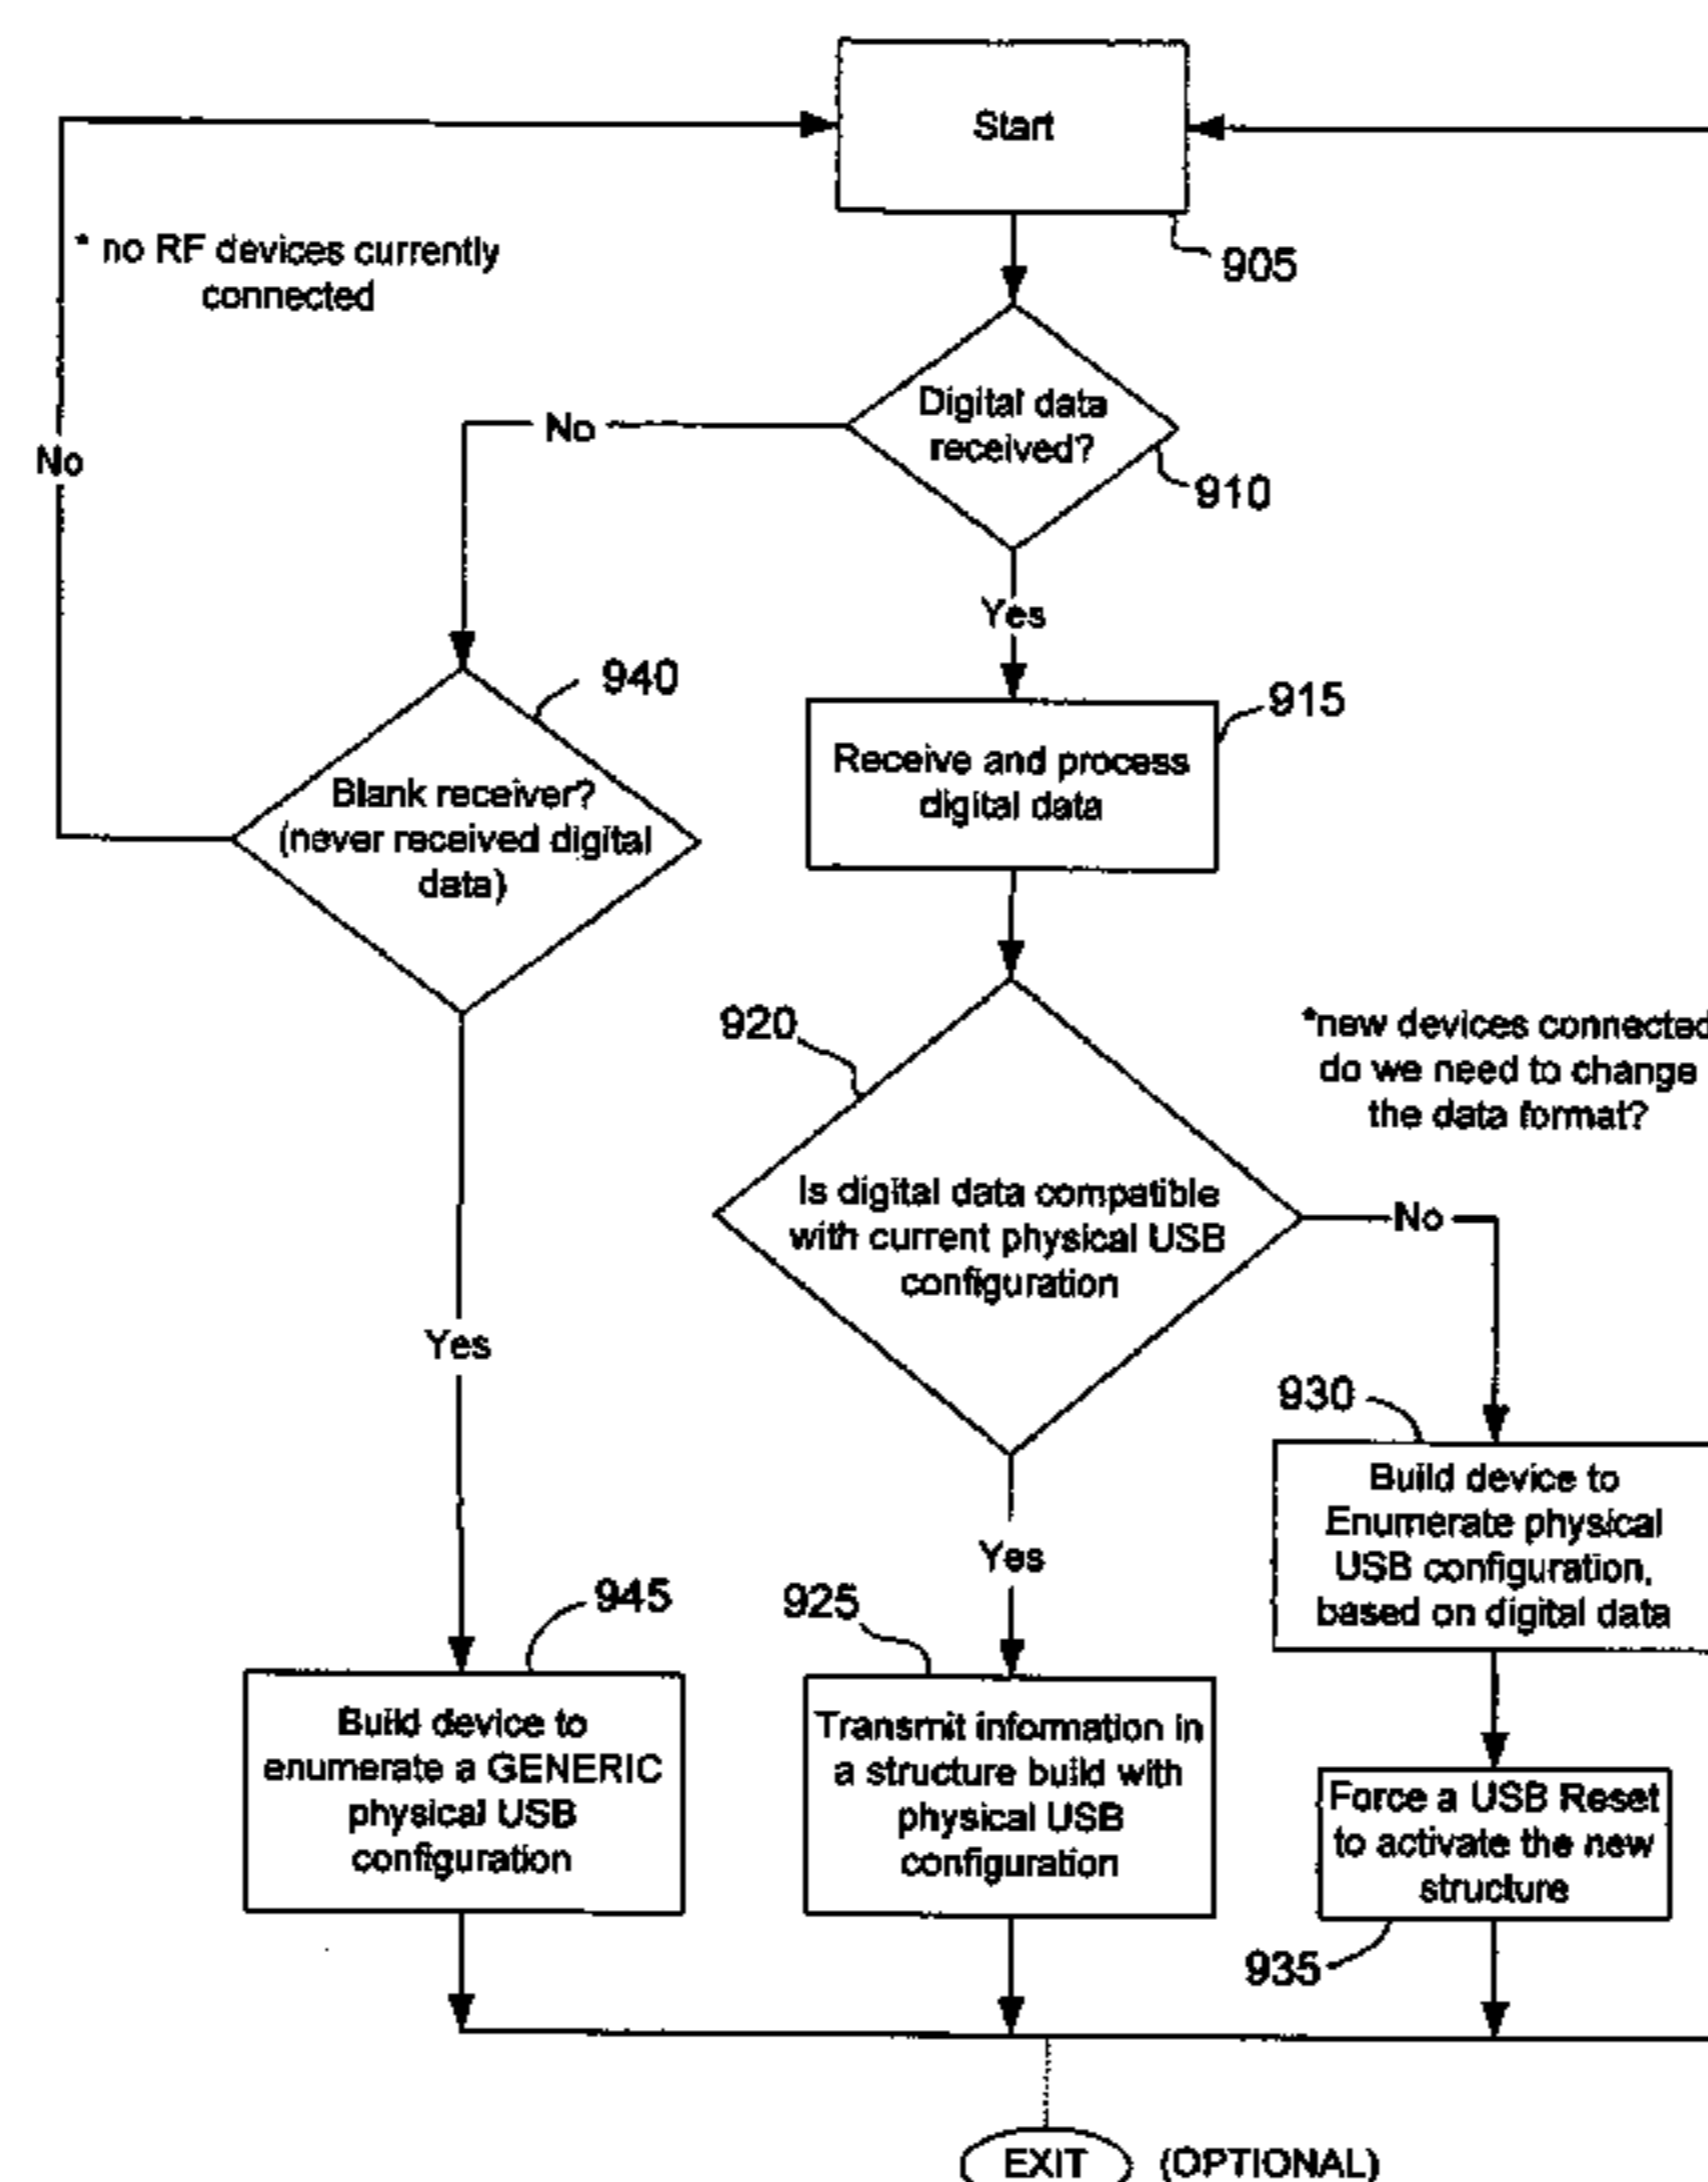 Start
905
* no RF devices currently
connected
Digital data
received?
910
No
No
Yes
940
Blank receiver?
(never received digital
data)
915
Receive and process
digital data
920
*new devices connected
do we need to change
the data format?
Is digital data compatible
with current physical USB
configuration
No
Yes
Yes
930
Build device to
Enumerate physical
USB configuration,
based on digital data
945
Build device to
enumerate a GENERIC
physical USB
configuration
925
Transmit information in
a structure build with
physical USB
configuration
Force a USB Reset
to activate the new
structure
935
EXIT (OPTIONAL)